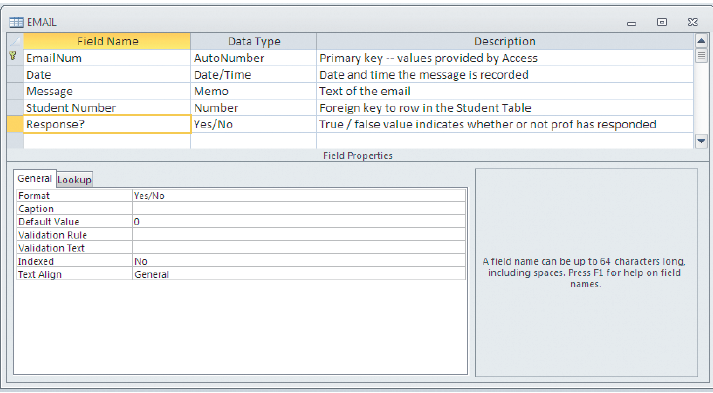 EMAIL
Field Name Data Type Description
EmailNum AutoNumber Primary key -- values provided by Access
Date Date/Time Date and time the message is recorded
Message Memo Text of the email
Student Number Number Foreign key to row in the Student Table
Response? Yes/No True / false value indicates whether or not prof has responded
Field Properties
General Lookup
Format Yes/No
Caption
Default Value 0
Validation Rule
Validation Text
Indexed No
Text Align General
A field name can be up to 64 characters long,
including spaces. Press F1 for help on field
names.